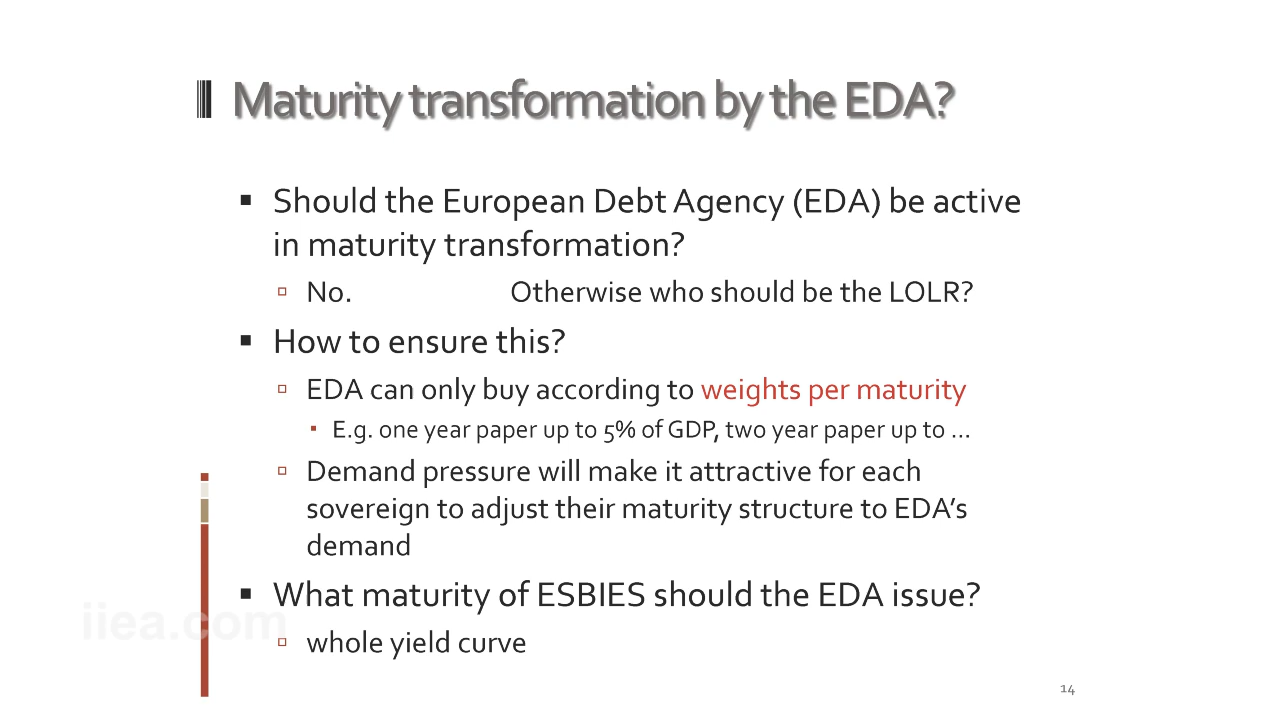 Maturity transformation by the EDA?
▪ Should the European Debt Agency (EDA) be active
in maturity transformation?
▫ No. Otherwise who should be the LOLR?
▪ How to ensure this?
▫ EDA can only buy according to weights per maturity
▪ E.g. one year paper up to 5% of GDP, two year paper up to ...
▫ Demand pressure will make it attractive for each
sovereign to adjust their maturity structure to EDA's
demand
▪ What maturity of ESBIES should the EDA issue?
iiea.com
▫ whole yield curve
14